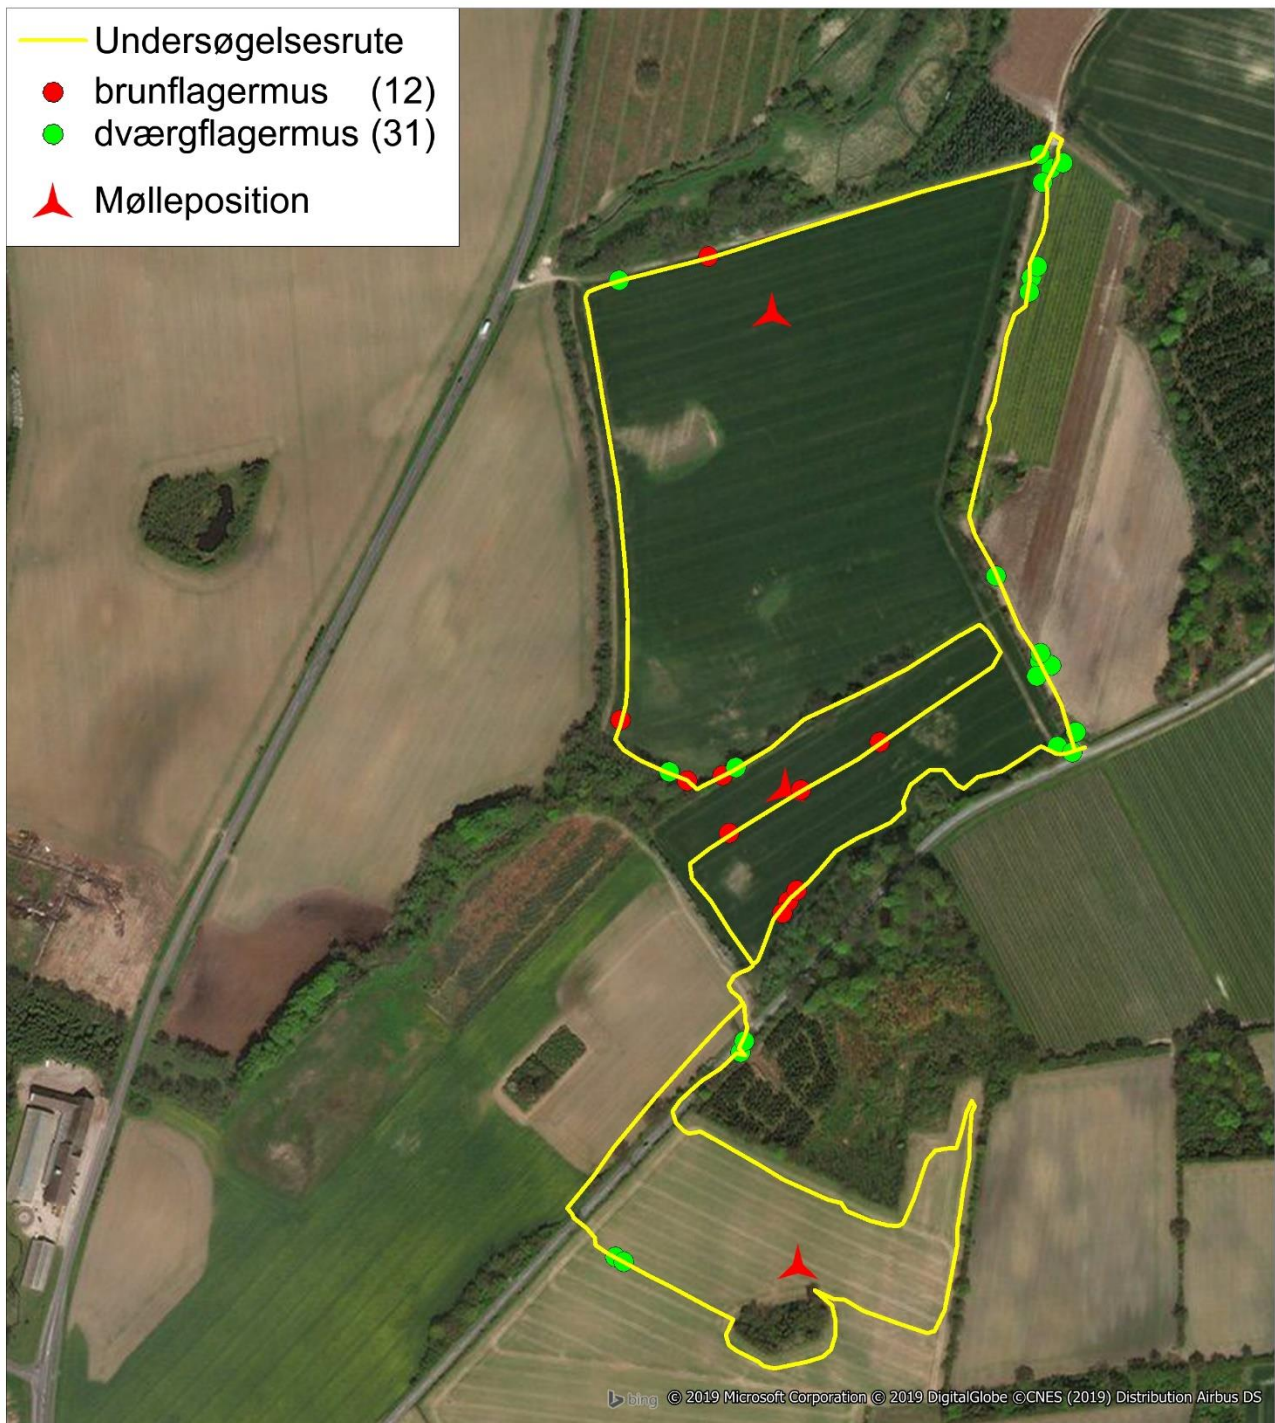 Undersøgelsesrute
brunflagermus (12)
dværgflagermus (31)
Mølleposition
bing © 2019 Microsoft Corporation © 2019 DigitalGlobe ©CNES (2019) Distribution Airbus DS